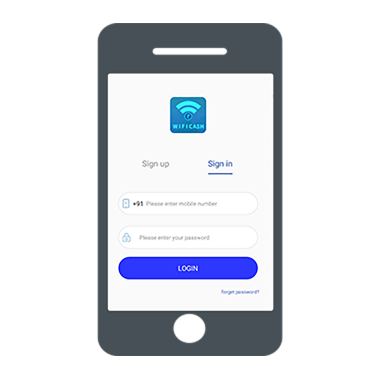 WIFICASH
Sign up Sign in
+91 Please enter mobile number
Please enter your password
LOGIN
Forget password?